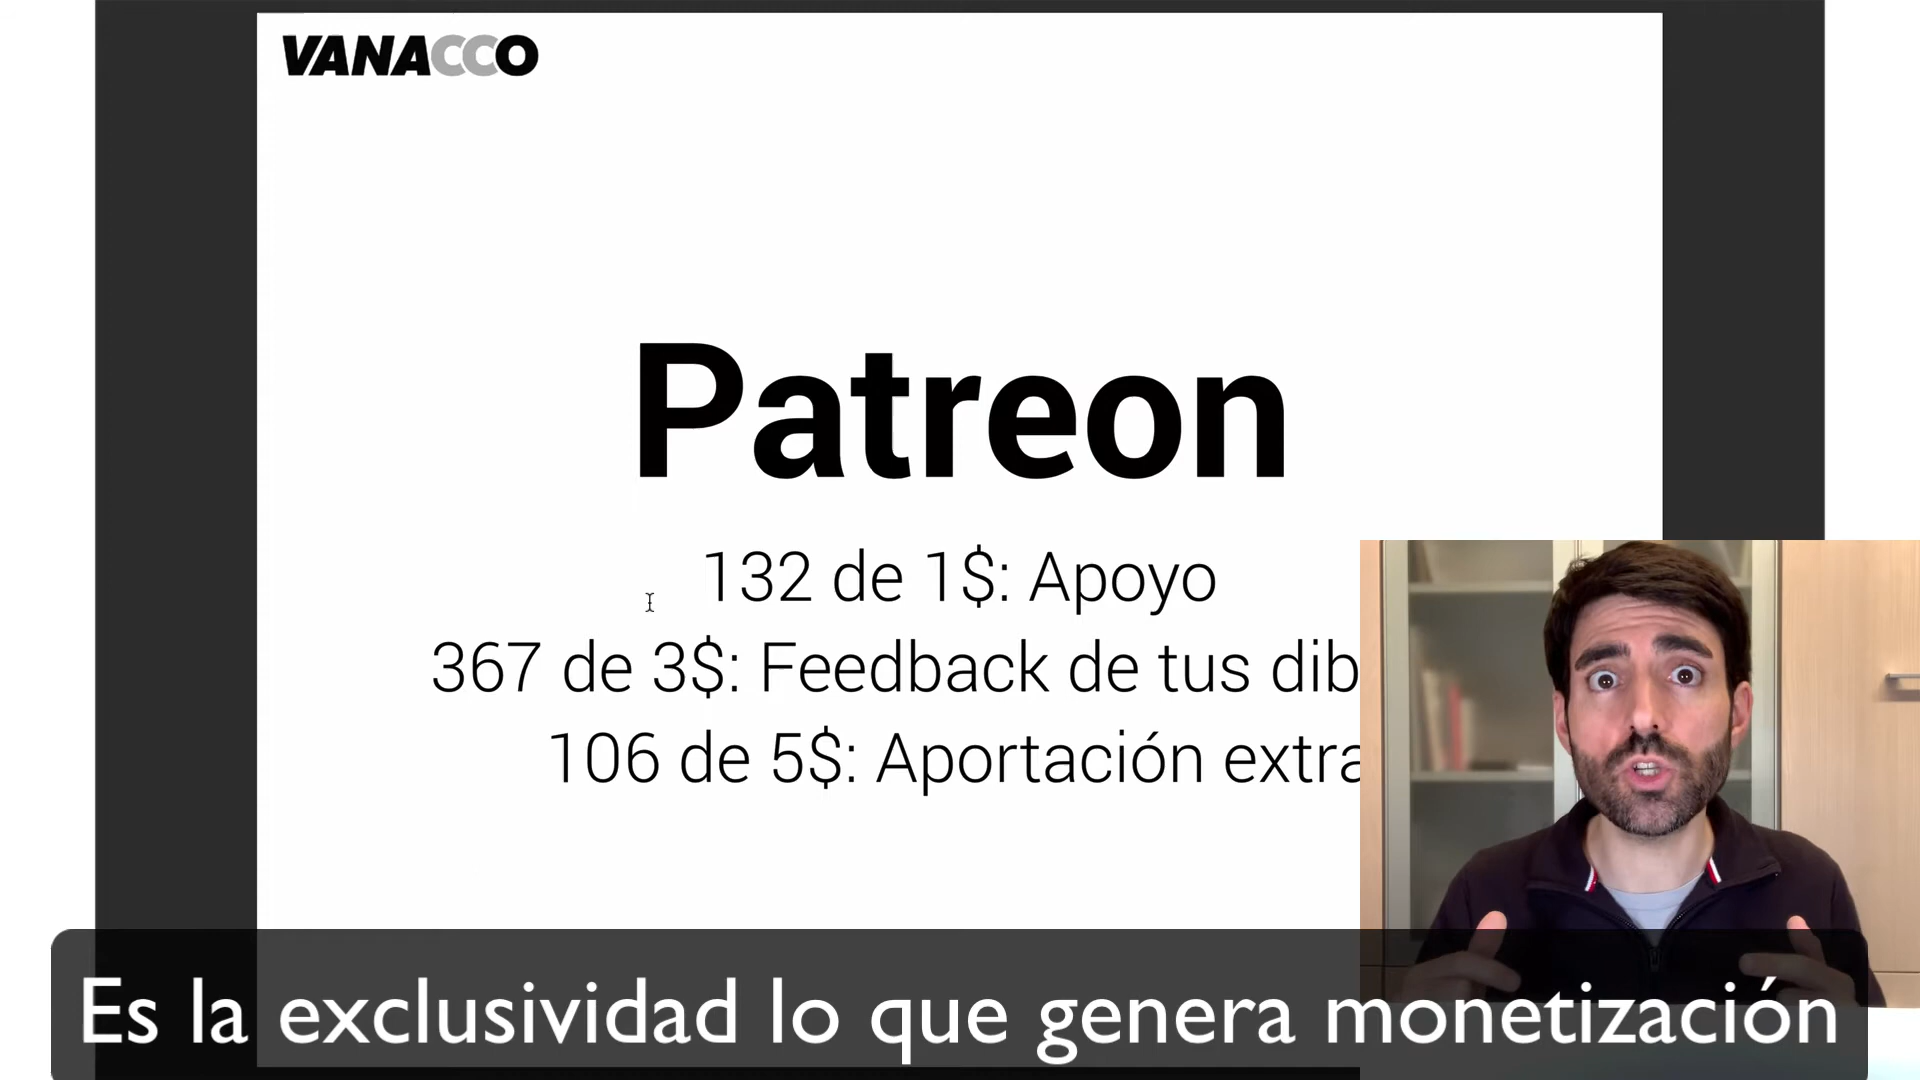 VANACCO
Patreon
132 de 1$: Apoyo
367 de 3$: Feedback de tus dib
106 de 5$: Aportación extra
Es la exclusividad lo que genera monetización